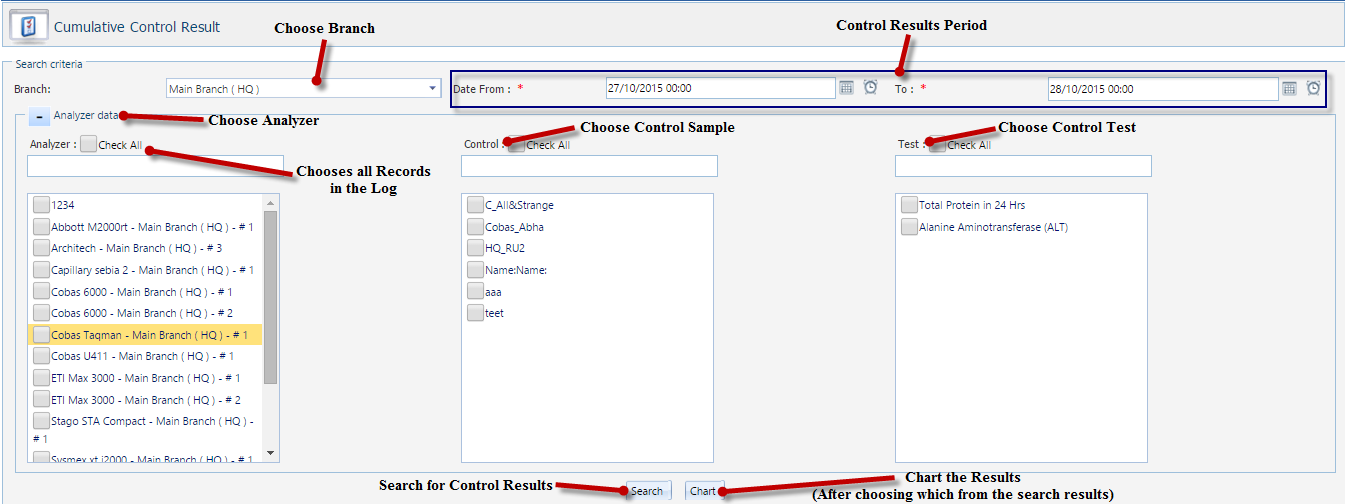 Cumulative Control Result
Choose Branch
Control Results Period
Search criteria
Branch:
Main Branch ( HQ )
Date From : *
27/10/2015 00:00
To : *
28/10/2015 00:00
- Analyzer data
Choose Analyzer
Choose Control Sample
Choose Control Test
Analyzer : Check All
Control : Check All
Test : Check All
Chooses all Records
in the Log
1234
Abbott M2000rt - Main Branch ( HQ ) - # 1
Architech - Main Branch ( HQ ) - # 3
Capillary sebia 2 - Main Branch ( HQ ) - # 1
Cobas 6000 - Main Branch ( HQ ) - # 1
Cobas 6000 - Main Branch ( HQ ) - # 2
Cobas Taqman - Main Branch ( HQ ) - # 1
Cobas U411 - Main Branch ( HQ ) - # 1
ETI Max 3000 - Main Branch ( HQ ) - # 1
ETI Max 3000 - Main Branch ( HQ ) - # 2
Stago STA Compact - Main Branch ( HQ ) -
# 1
Sysmex xt i2000 - Main Branch ( HQ ) - # 1
C_All&Strange
Cobas_Abha
HQ_RU2
Name:Name:
aaa
teet
Total Protein in 24 Hrs
Alanine Aminotransferase (ALT)
Search for Control Results
Search
Chart
Chart the Results
(After choosing which from the search results)